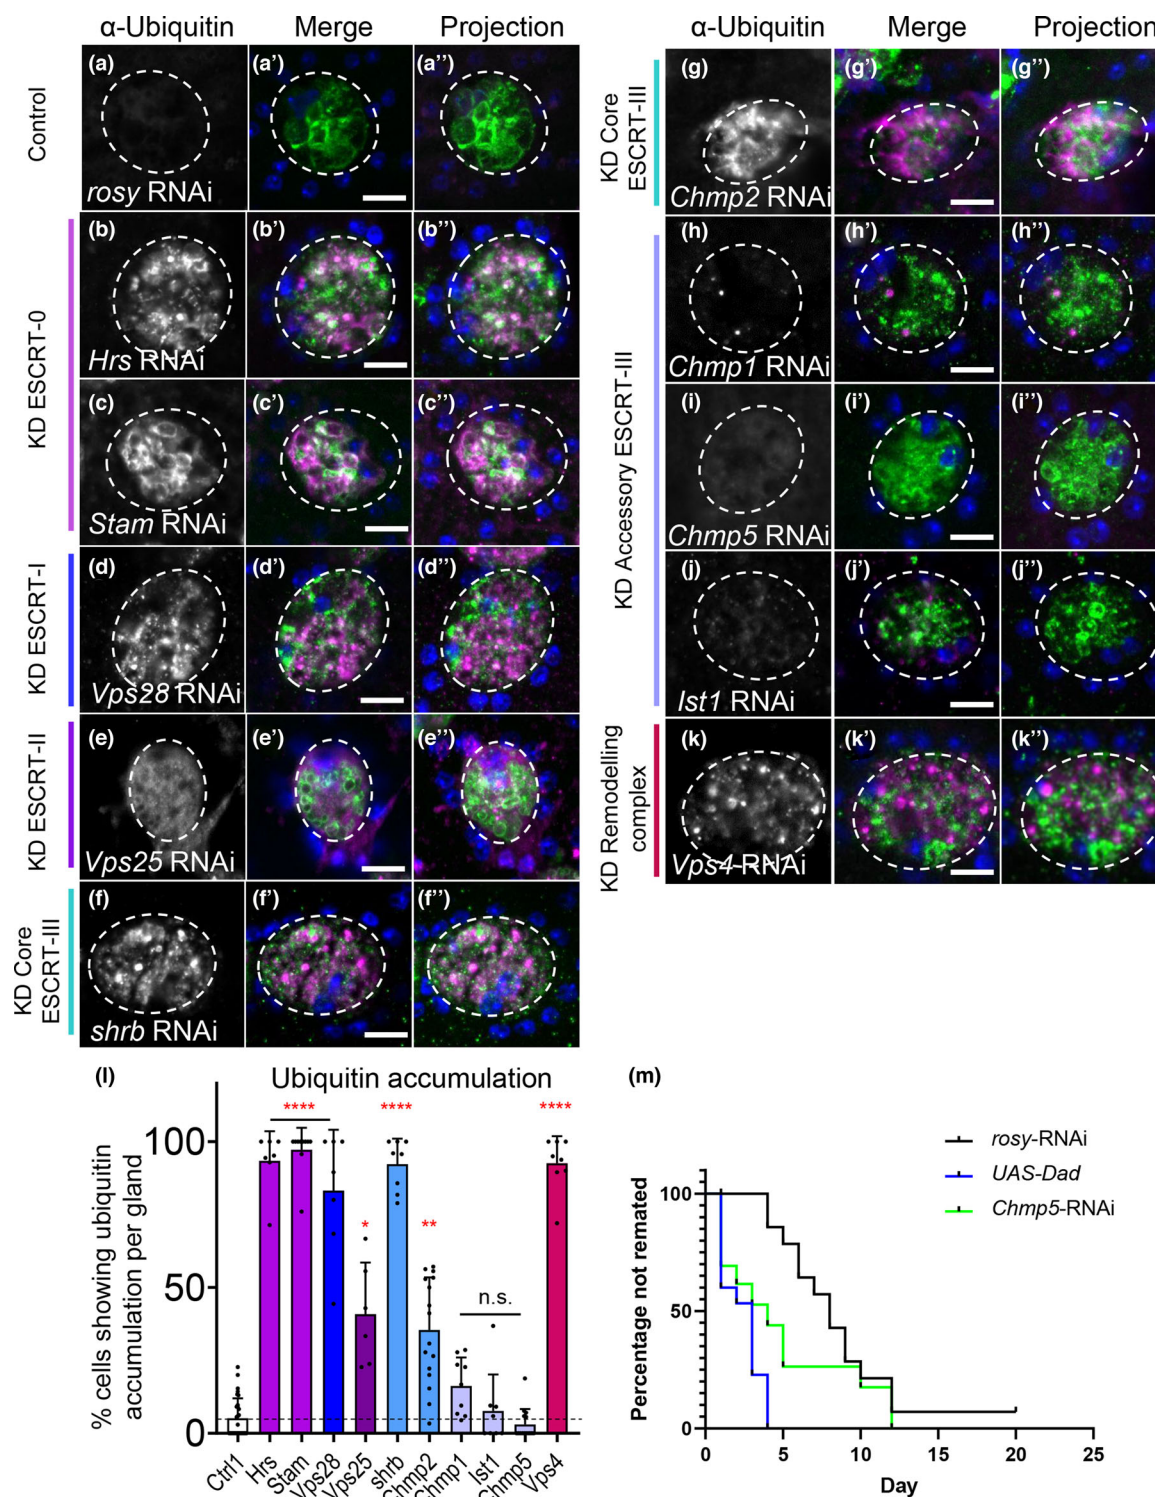 α-Ubiquitin Merge Projection
Control
(a) (a’) (a’’)
rosy RNAi
KD ESCRT-0
(b) (b’) (b’’)
Hrs RNAi
(c) (c’) (c’’)
Stam RNAi
KD ESCRT-I
(d) (d’) (d’’)
Vps28 RNAi
KD ESCRT-II
(e) (e’) (e’’)
Vps25 RNAi
KD Core
ESCRT-III
(f) (f’) (f’’)
shrb RNAi
α-Ubiquitin Merge Projection
KD Core
ESCRT-III
(g) (g’) (g’’)
Chmp2 RNAi
KD Accessory ESCRT-III
(h) (h’) (h’’)
Chmp1 RNAi
(i) (i’) (i’’)
Chmp5 RNAi
(j) (j’) (j’’)
Ist1 RNAi
KD Remodelling
complex
(k) (k’) (k’’)
Vps4-RNAi
(l) Ubiquitin accumulation
% cells showing ubiquitin
accumulation per gland
**** **** ****
* **
n.s.
100
50
0
Ctrl1 Hrs Stam Vps28 Vps25 shrb Chmp2 Chmp1 Ist1 Chmp5 Vps4
(m)
rosy-RNAi
UAS-Dad
Chmp5-RNAi
Percentage not remated
100
50
0
0 5 10 15 20 25
Day